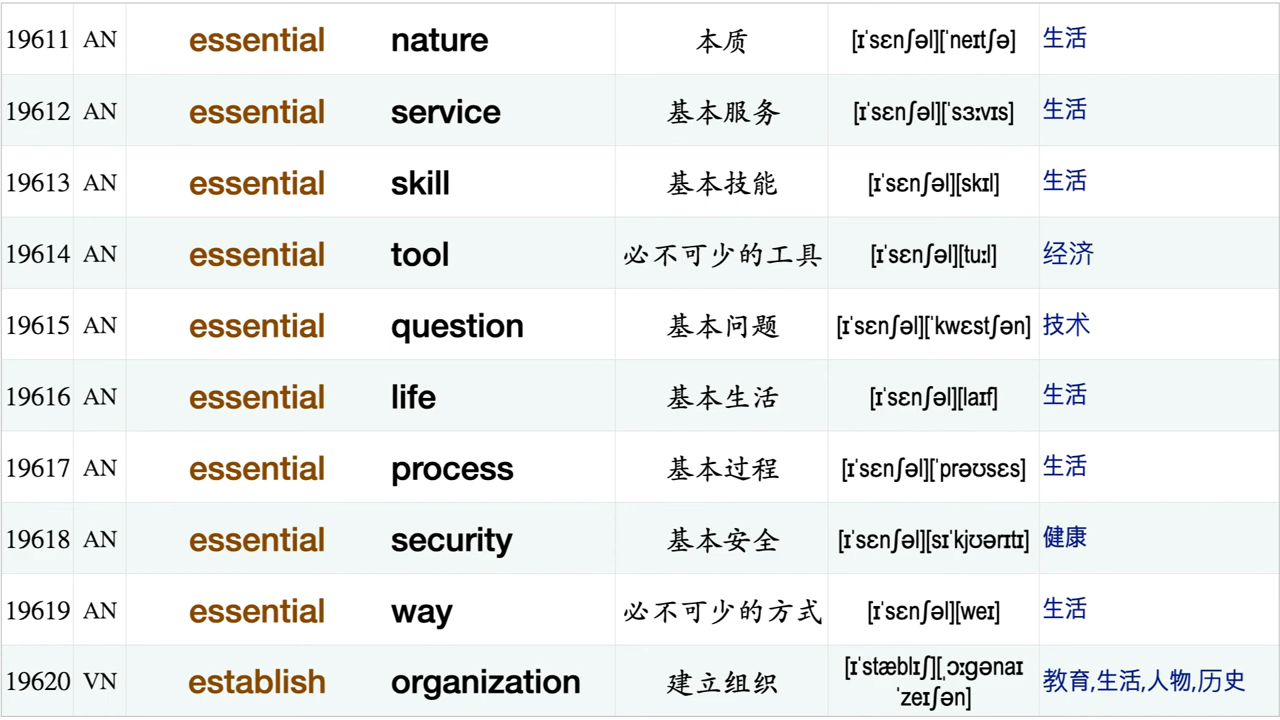 19611 AN essential nature 本质 [ɪˈsɛnʃəl][ˈneɪtʃə] 生活
19612 AN essential service 基本服务 [ɪˈsɛnʃəl][ˈsɜːvɪs] 生活
19613 AN essential skill 基本技能 [ɪˈsɛnʃəl][skɪl] 生活
19614 AN essential tool 必不可少的工具 [ɪˈsɛnʃəl][tuːl] 经济
19615 AN essential question 基本问题 [ɪˈsɛnʃəl][ˈkwɛstʃən] 技术
19616 AN essential life 基本生活 [ɪˈsɛnʃəl][laɪf] 生活
19617 AN essential process 基本过程 [ɪˈsɛnʃəl][ˈprəʊsɛs] 生活
19618 AN essential security 基本安全 [ɪˈsɛnʃəl][sɪˈkjʊərɪtɪ] 健康
19619 AN essential way 必不可少的方式 [ɪˈsɛnʃəl][weɪ] 生活
19620 VN establish organization 建立组织 [ɪˈstæblɪʃ][ˌɔːgənaɪ
ˈzeɪʃən] 教育,生活,人物,历史